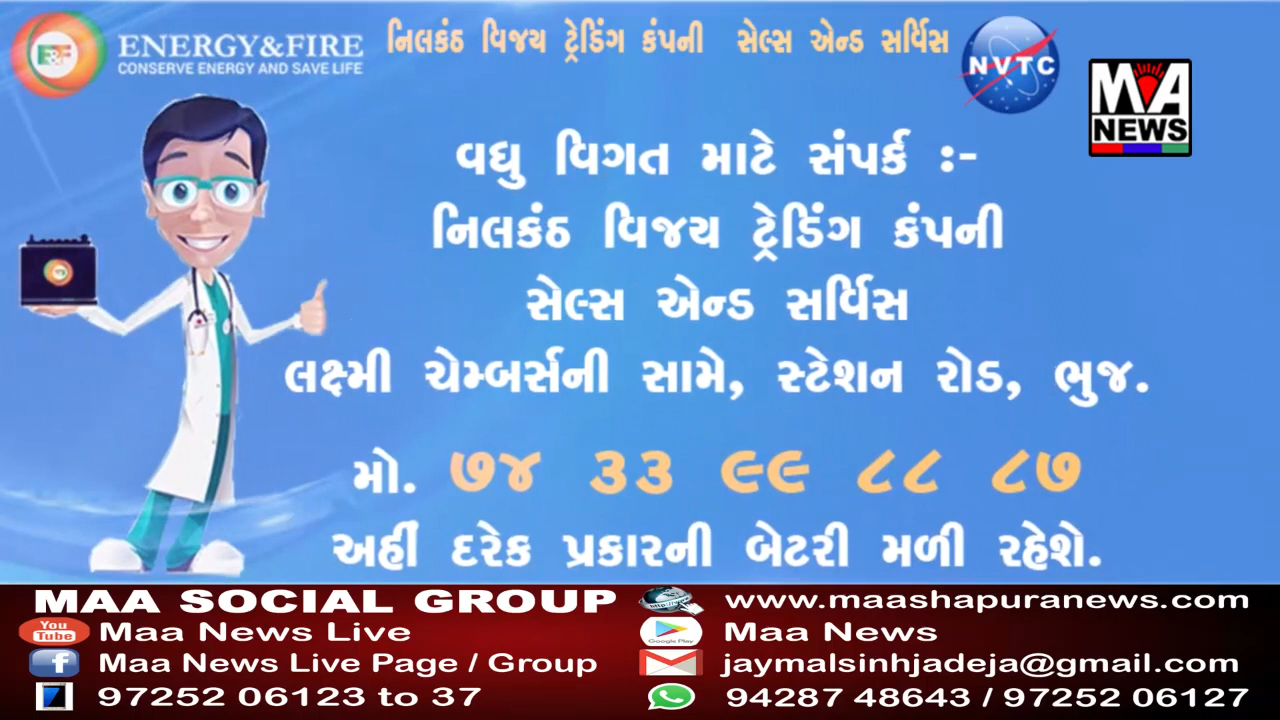 ENERGY&FIRE
CONSERVE ENERGY AND SAVE LIFE
નિલકંઠ વિજય ટ્રેડિંગ કંપની સેલ્સ એન્ડ સર્વિસ
NVTC
MAA
NEWS
વધુ વિગત માટે સંપર્ક :-
નિલકંઠ વિજય ટ્રેડિંગ કંપની
સેલ્સ એન્ડ સર્વિસ
લક્ષ્મી ચેમ્બર્સની સામે, સ્ટેશન રોડ, ભુજ.
મો. ૭૪ ૩૩ ૯૯ ૮૮ ૮૭
અહીં દરેક પ્રકારની બેટરી મળી રહેશે.
MAA SOCIAL GROUP
You Tube Maa News Live
f Maa News Live Page / Group
97252 06123 to 37
www.maashapuranews.com
Google Play Maa News
jaymalsinhjadeja@gmail.com
94287 48643 / 97252 06127